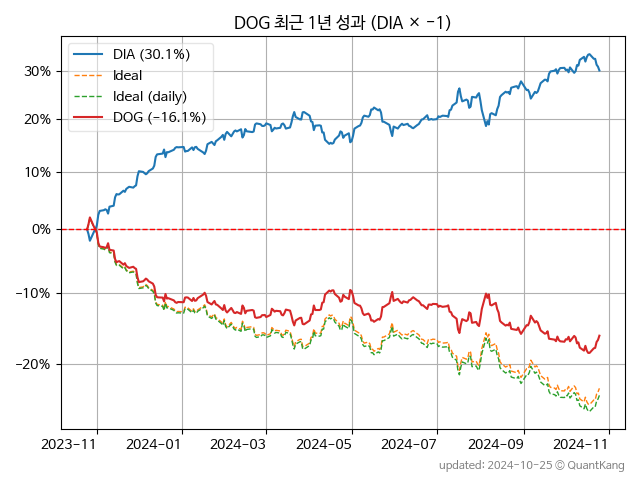 DOG 최근 1년 성과 (DIA × −1)
DIA (30.1%)
Ideal
Ideal (daily)
DOG (−16.1%)
30%
20%
10%
0%
−10%
−20%
2023−11
2024−01
2024−03
2024−05
2024−07
2024−09
2024−11
updated: 2024-10-25 © QuantKang